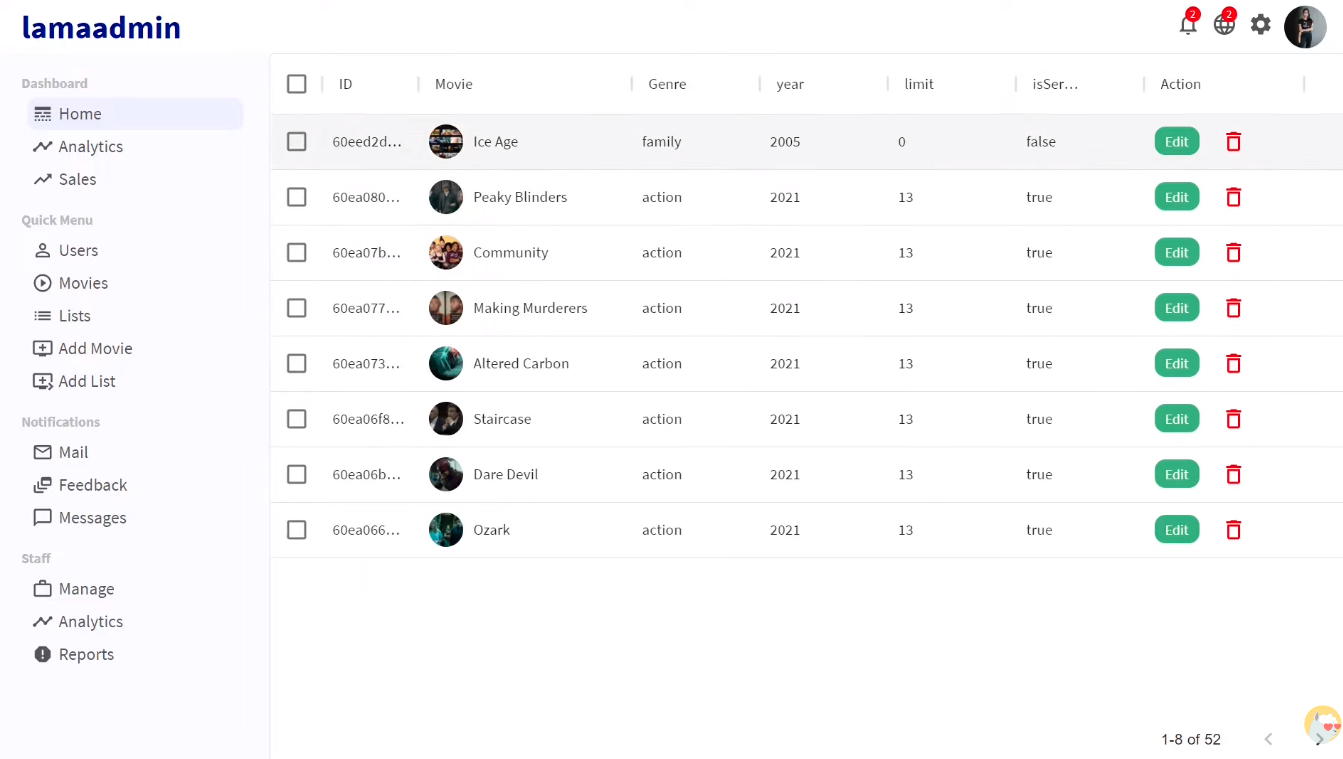 lamaadmin
2
2
Dashboard
Home
Analytics
Sales
Quick Menu
Users
Movies
Lists
Add Movie
Add List
Notifications
Mail
Feedback
Messages
Staff
Manage
Analytics
Reports
ID Movie Genre year limit isSer... Action
60eed2d... Ice Age family 2005 0 false Edit
60ea080... Peaky Blinders action 2021 13 true Edit
60ea07b... Community action 2021 13 true Edit
60ea077... Making Murderers action 2021 13 true Edit
60ea073... Altered Carbon action 2021 13 true Edit
60ea06f8... Staircase action 2021 13 true Edit
60ea06b... Dare Devil action 2021 13 true Edit
60ea066... Ozark action 2021 13 true Edit
1-8 of 52